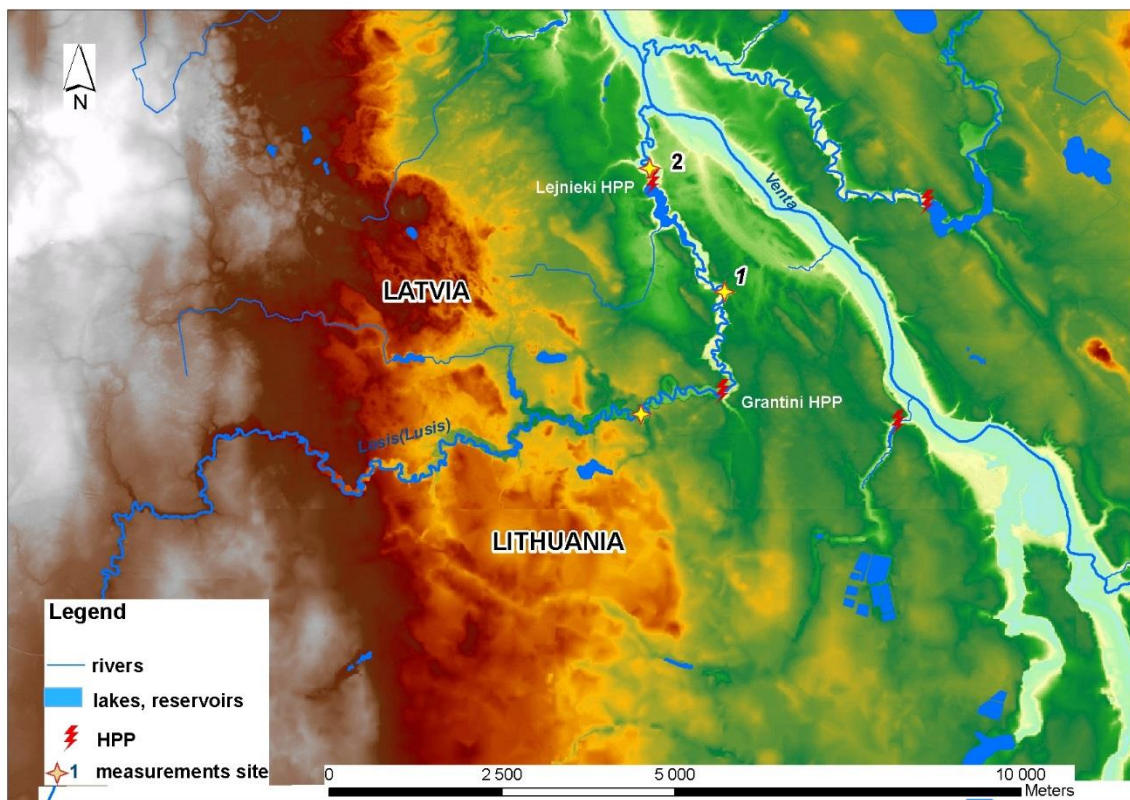 N
2
Lejnieki HPP
Venta
1
LATVIA
Grantini HPP
Losis(Lusis)
LITHUANIA
Legend
rivers
lakes, reservoirs
HPP
1 measurements site
0 2 500 5 000 10 000
Meters